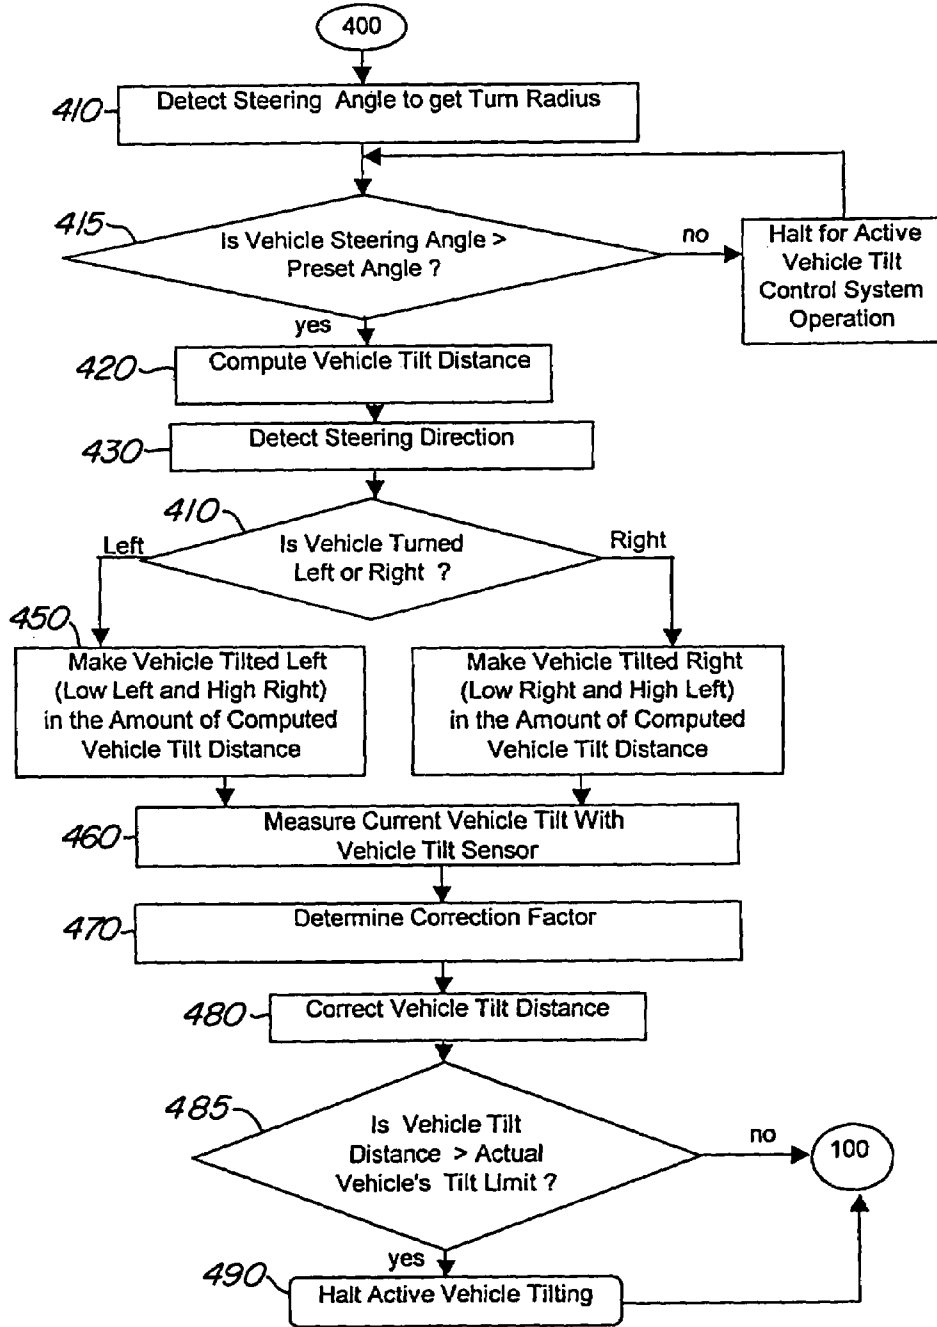 400
410
Detect Steering Angle to get Turn Radius
415
Is Vehicle Steering Angle >
Preset Angle ?
no
Halt for Active
Vehicle Tilt
Control System
Operation
yes
420
Compute Vehicle Tilt Distance
430
Detect Steering Direction
410
Is Vehicle Turned
Left or Right ?
Left
Right
450
Make Vehicle Tilted Left
(Low Left and High Right)
in the Amount of Computed
Vehicle Tilt Distance
Make Vehicle Tilted Right
(Low Right and High Left)
in the Amount of Computed
Vehicle Tilt Distance
460
Measure Current Vehicle Tilt With
Vehicle Tilt Sensor
470
Determine Correction Factor
480
Correct Vehicle Tilt Distance
485
Is Vehicle Tilt
Distance > Actual
Vehicle's Tilt Limit ?
no
100
yes
490
Halt Active Vehicle Tilting